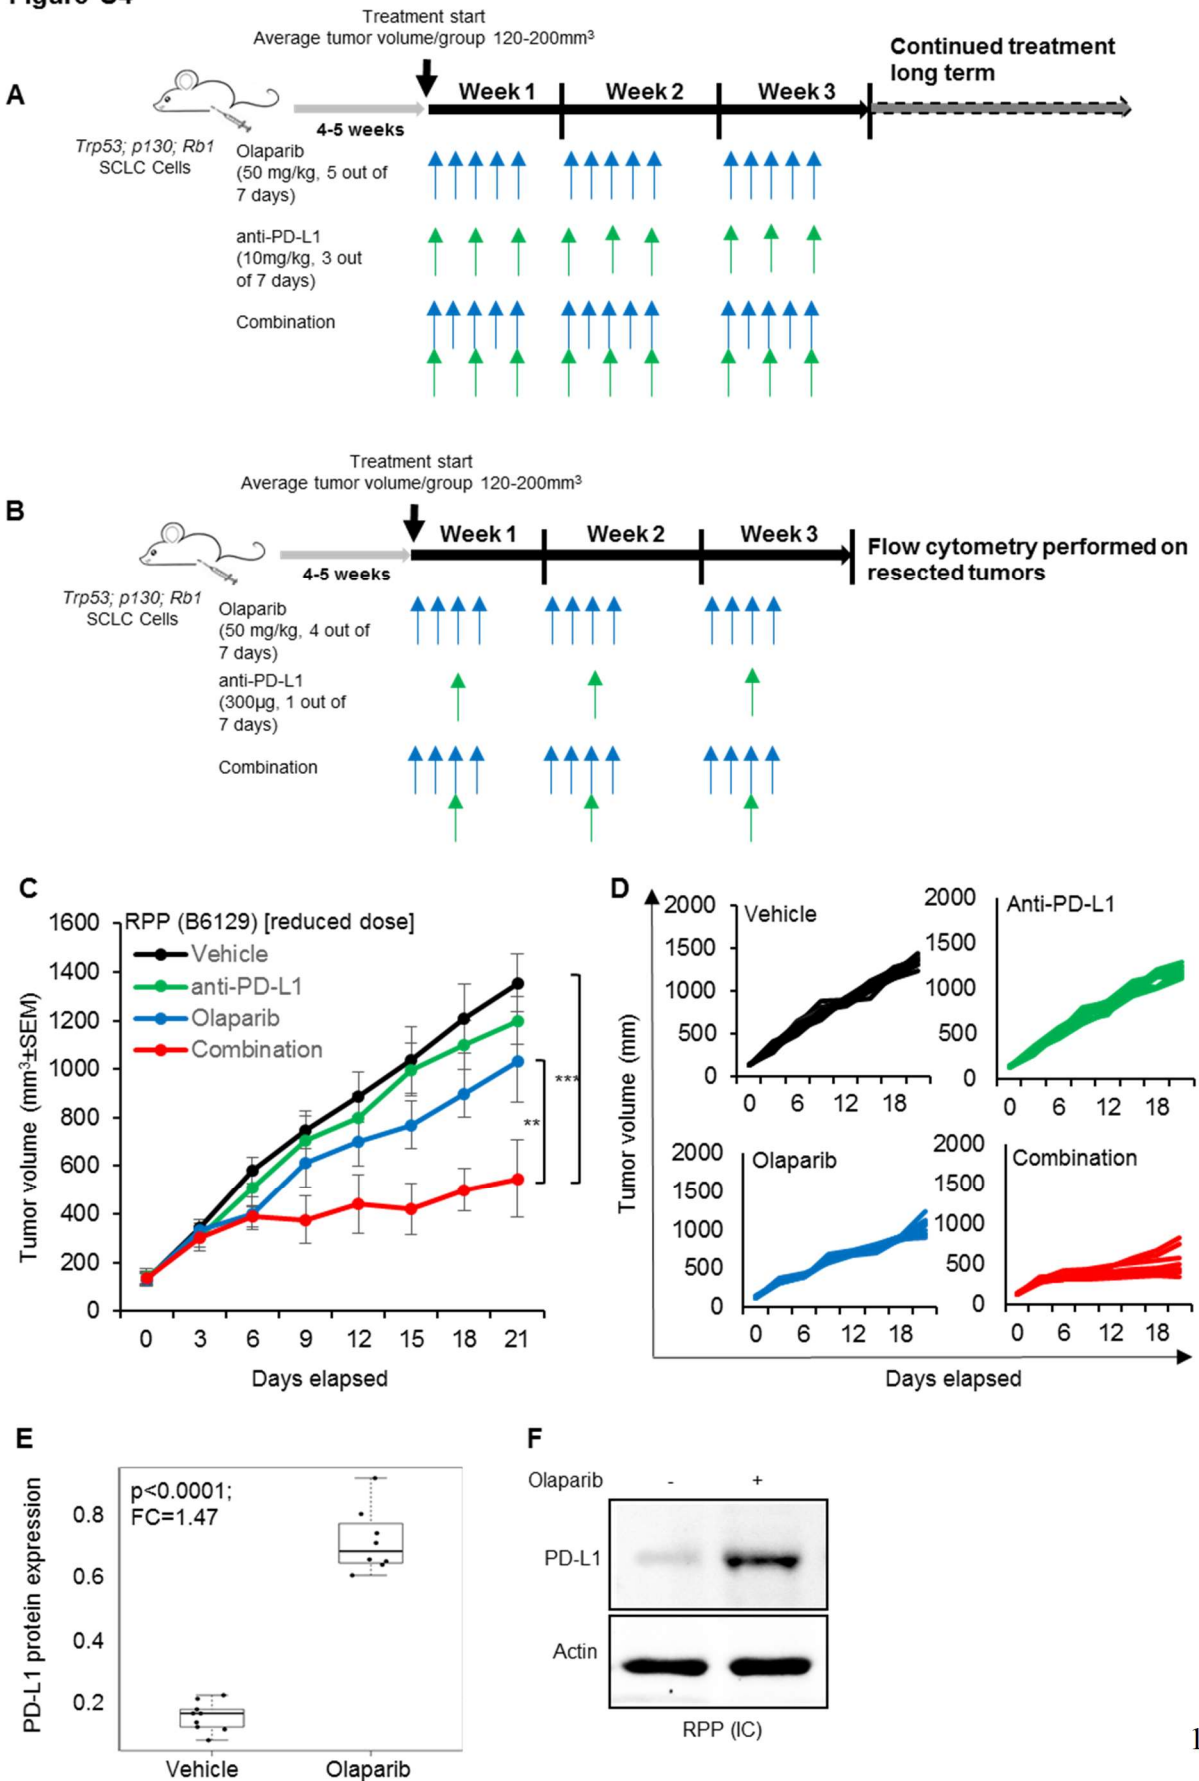 Treatment start
Average tumor volume/group 120-200mm³
Continued treatment
long term
A
Week 1
Week 2
Week 3
4-5 weeks
Trp53; p130; Rb1
SCLC Cells
Olaparib
(50 mg/kg, 5 out of
7 days)
anti-PD-L1
(10mg/kg, 3 out
of 7 days)
Combination
Treatment start
Average tumor volume/group 120-200mm³
B
Week 1
Week 2
Week 3
Flow cytometry performed on
resected tumors
4-5 weeks
Trp53; p130; Rb1
SCLC Cells
Olaparib
(50 mg/kg, 4 out of
7 days)
anti-PD-L1
(300µg, 1 out of
7 days)
Combination
C
RPP (B6129) [reduced dose]
Vehicle
anti-PD-L1
Olaparib
Combination
Tumor volume (mm³±SEM)
1600
1400
1200
1000
800
600
400
200
0
**
***
0 3 6 9 12 15 18 21
Days elapsed
D
Tumor volume (mm)
Vehicle
2000
1500
1000
500
0
0 6 12 18
Anti-PD-L1
2000
1500
1000
500
0
0 6 12 18
Olaparib
2000
1500
1000
500
0
0 6 12 18
Combination
2000
1500
1000
500
0
0 6 12 18
Days elapsed
E
PD-L1 protein expression
p<0.0001;
FC=1.47
0.8
0.6
0.4
0.2
Vehicle Olaparib
F
Olaparib - +
PD-L1
Actin
RPP (IC)
1